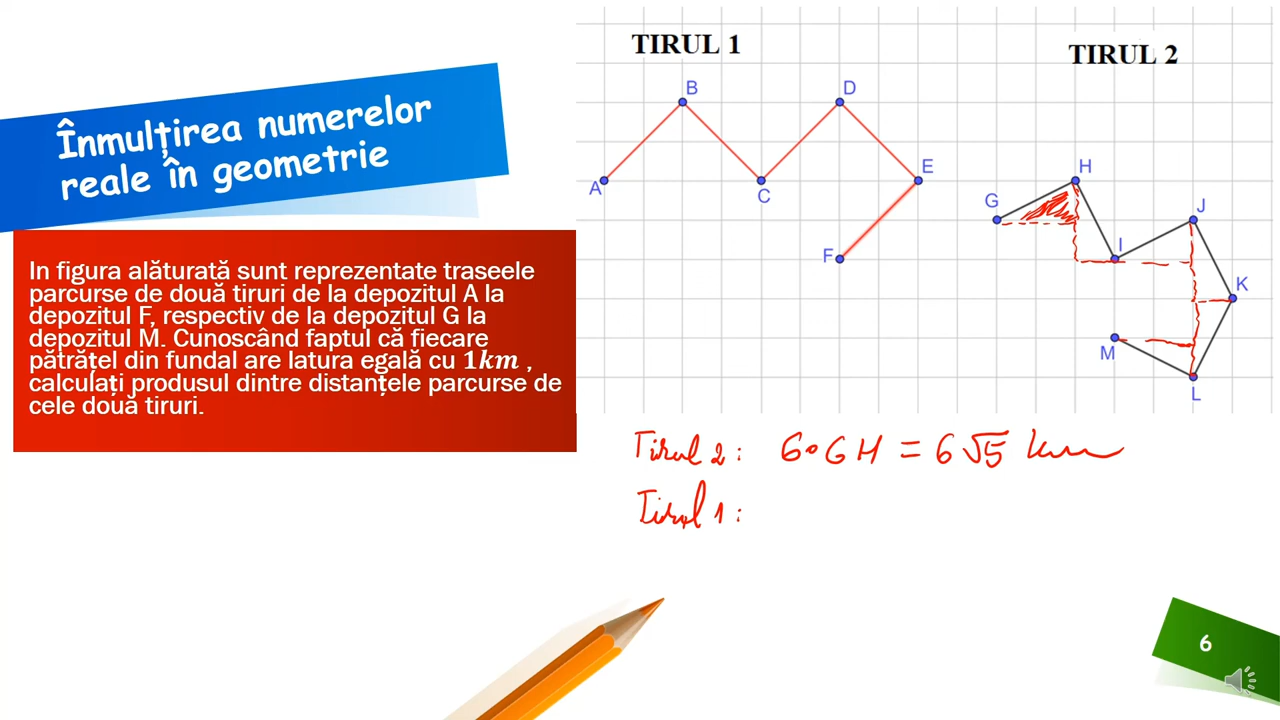 Înmulțirea numerelor
reale în geometrie
In figura alăturată sunt reprezentate traseele
parcurse de două tiruri de la depozitul A la
depozitul F, respectiv de la depozitul G la
depozitul M. Cunoscând faptul că fiecare
pătrățel din fundal are latura egală cu 1km ,
calculați produsul dintre distanțele parcurse de
cele două tiruri.
TIRUL 1
B
D
A
C
E
F
TIRUL 2
H
G
J
I
K
M
L
Tirul 2: 6•GH = 6√5 km
Tirul 1:
6